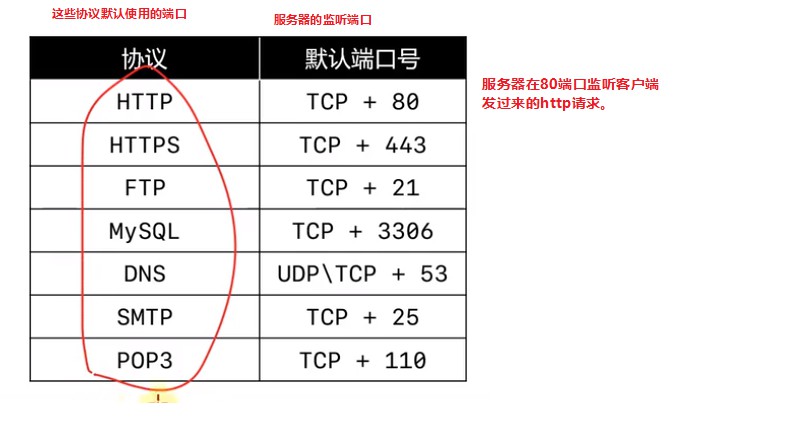 这些协议默认使用的端口
服务器的监听端口
协议 默认端口号
HTTP TCP + 80
HTTPS TCP + 443
FTP TCP + 21
MySQL TCP + 3306
DNS UDP\TCP + 53
SMTP TCP + 25
POP3 TCP + 110
服务器在80端口监听客户端
发过来的http请求。